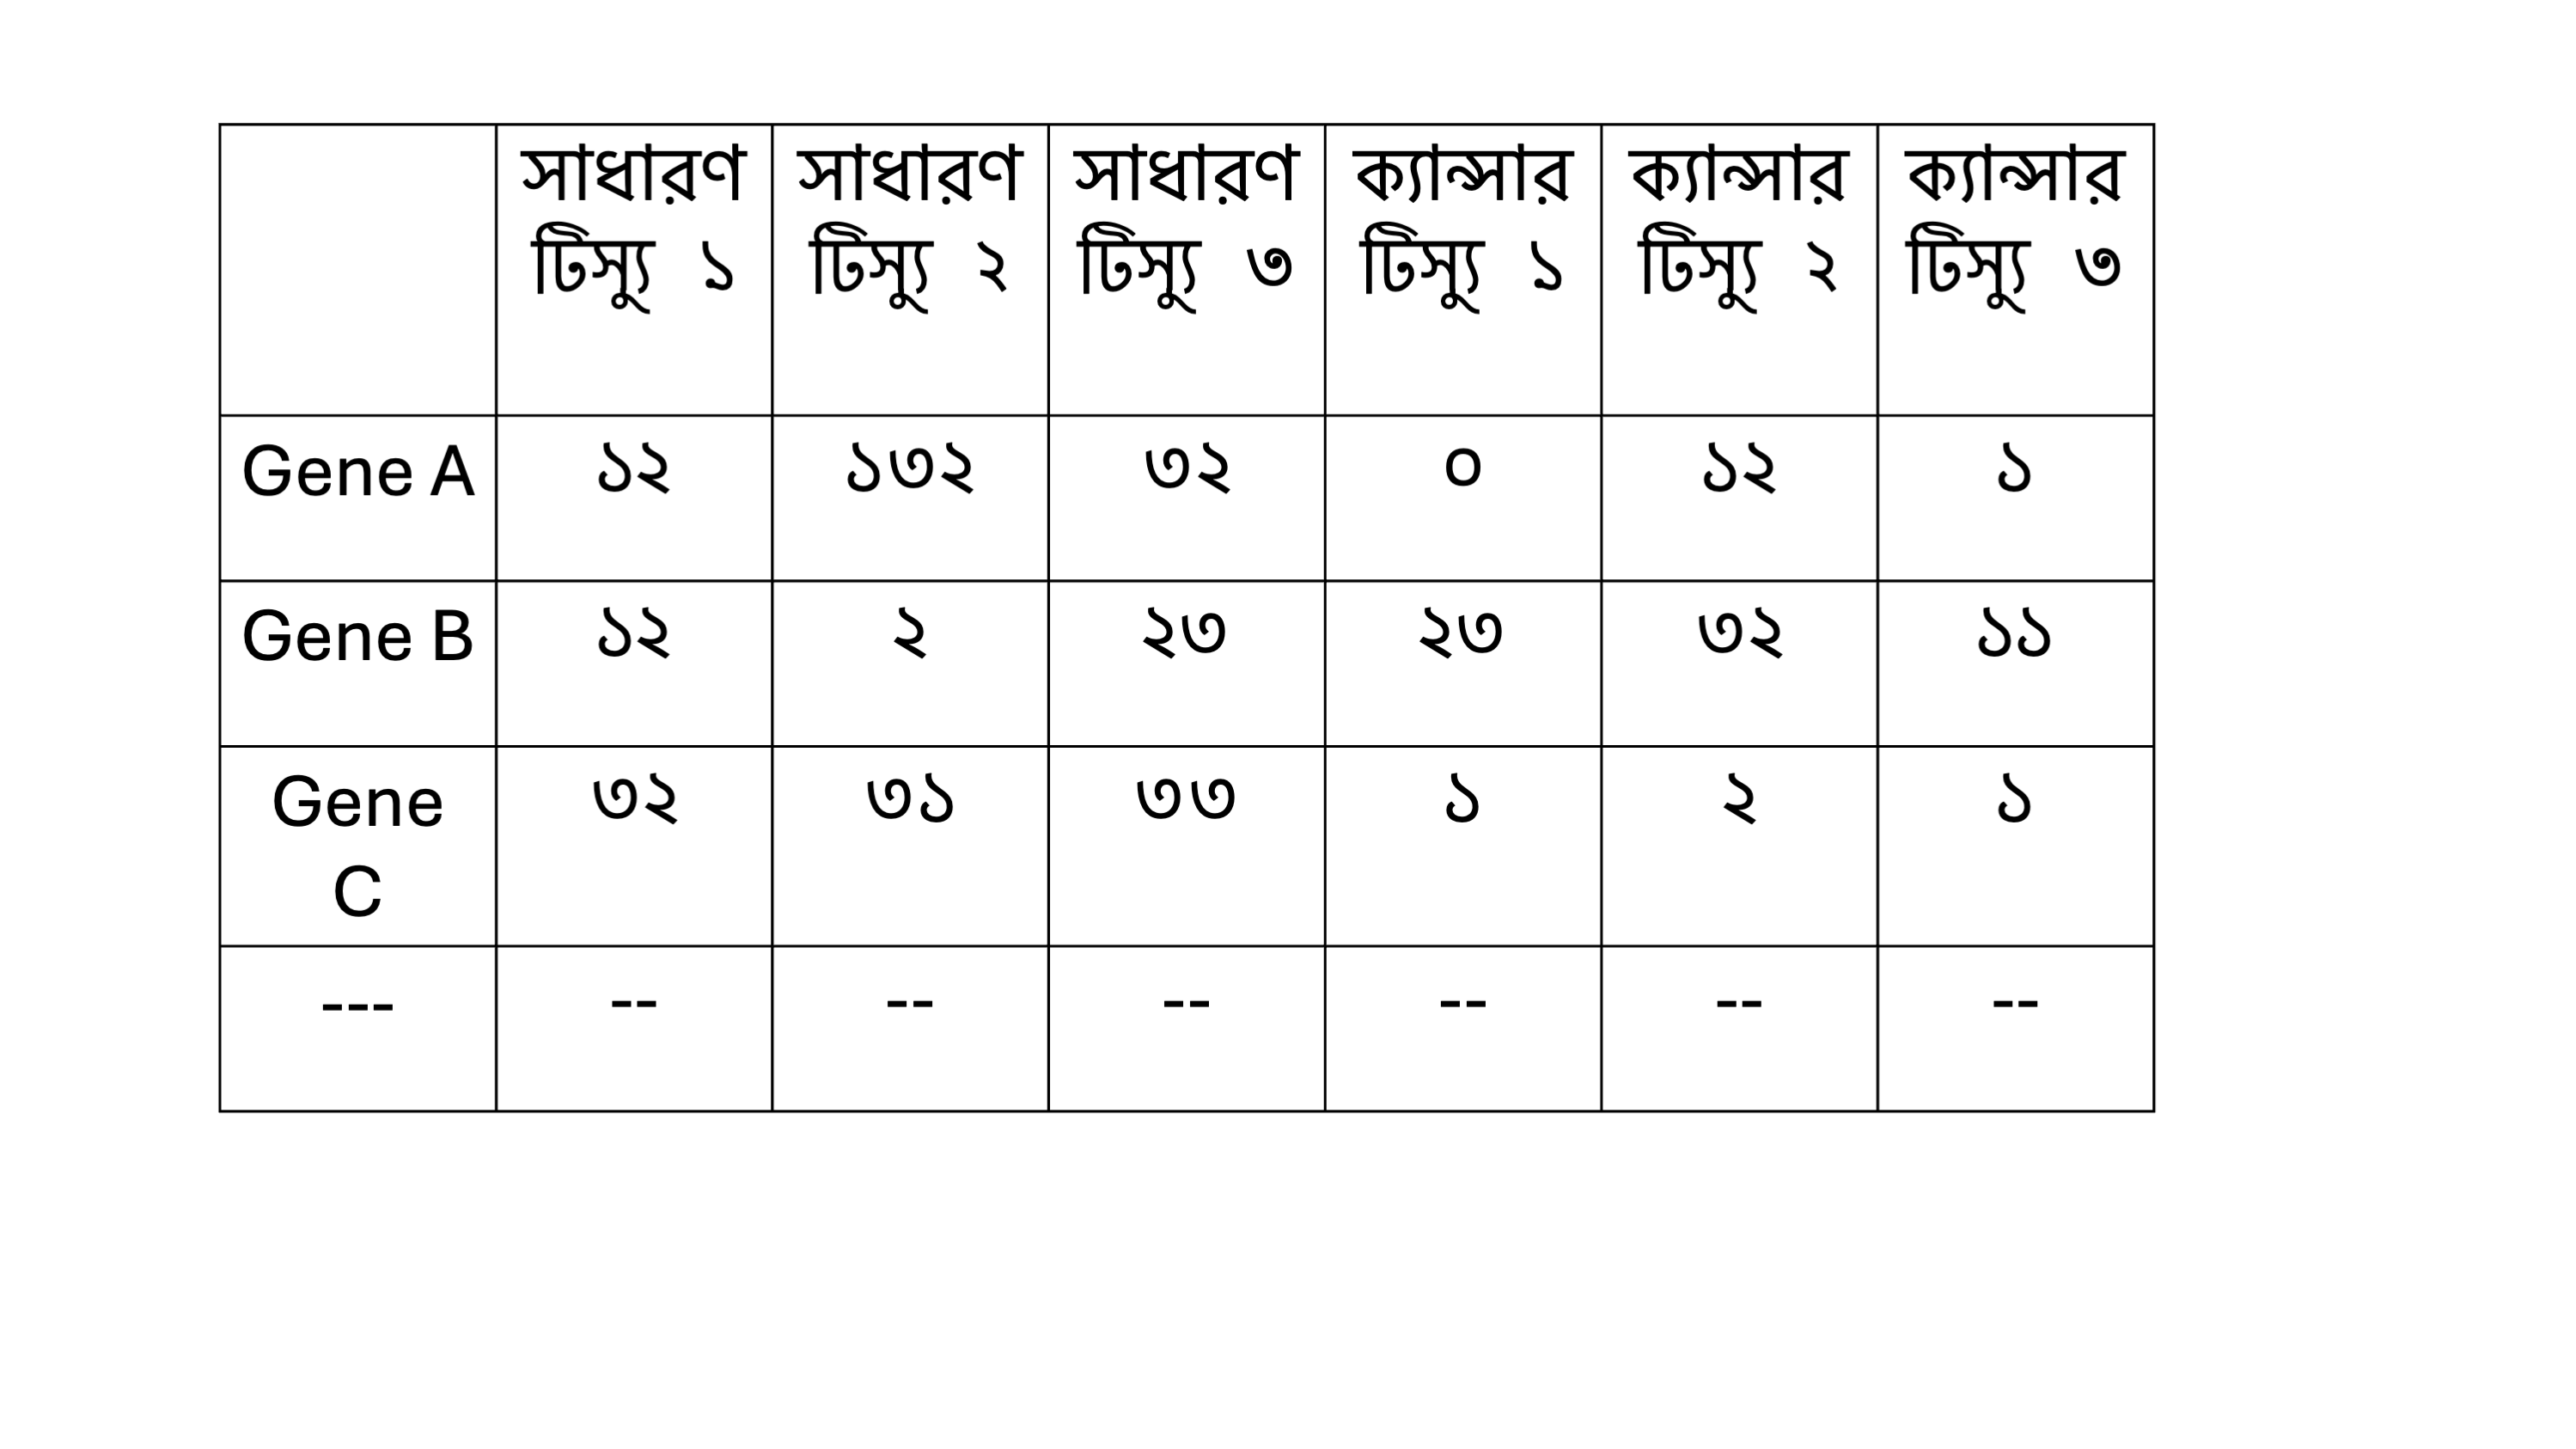 সাধারণ সাধারণ সাধারণ ক্যান্সার ক্যান্সার ক্যান্সার
টিস্যু ১ টিস্যু ২ টিস্যু ৩ টিস্যু ১ টিস্যু ২ টিস্যু ৩
Gene A ১২ ১৩২ ৩২ ০ ১২ ১
Gene B ১২ ২ ২৩ ২৩ ৩২ ১১
Gene ৩২ ৩১ ৩৩ ১ ২ ১
C
--- -- -- -- -- -- --